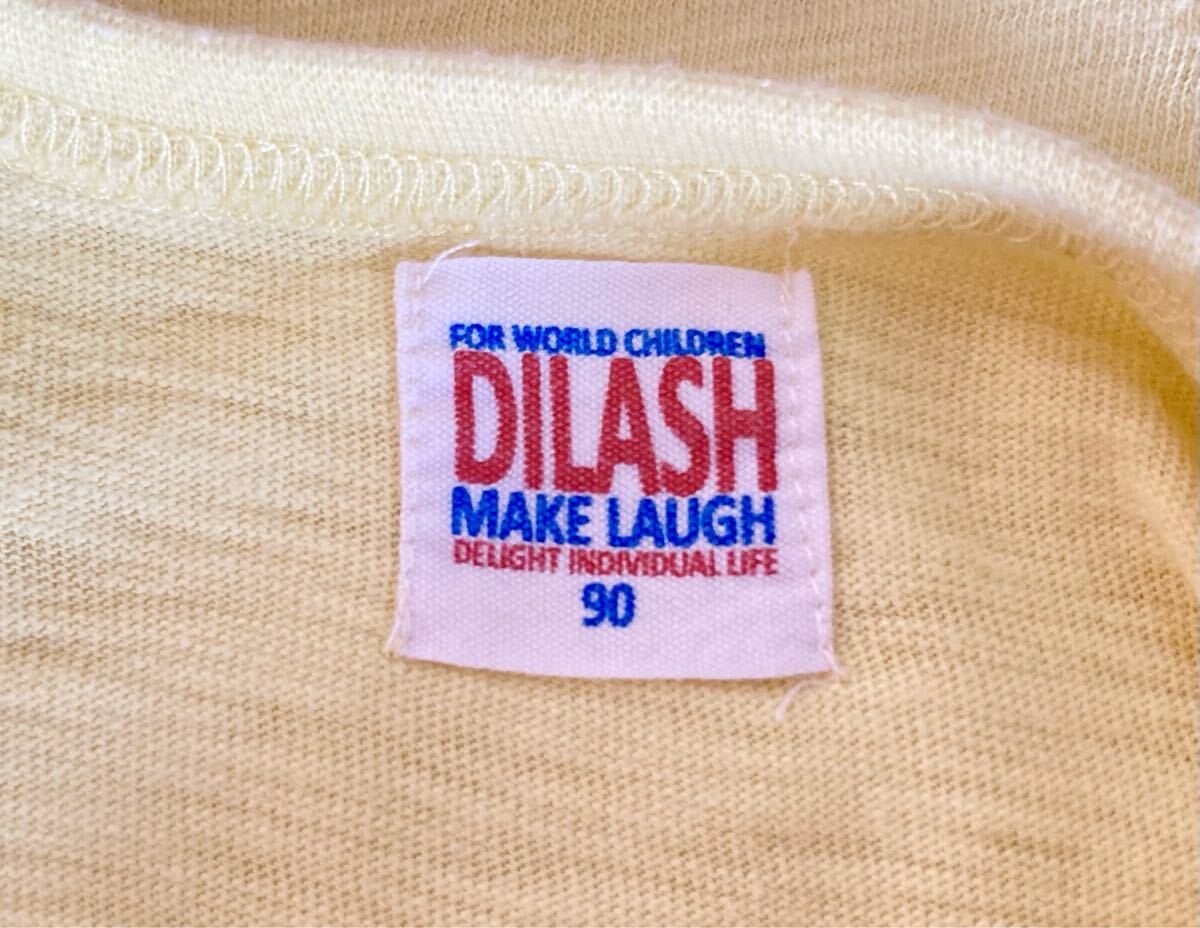 FOR WORLD CHILDREN
DILASH
MAKE LAUGH
DELIGHT INDIVIDUAL LIFE
90